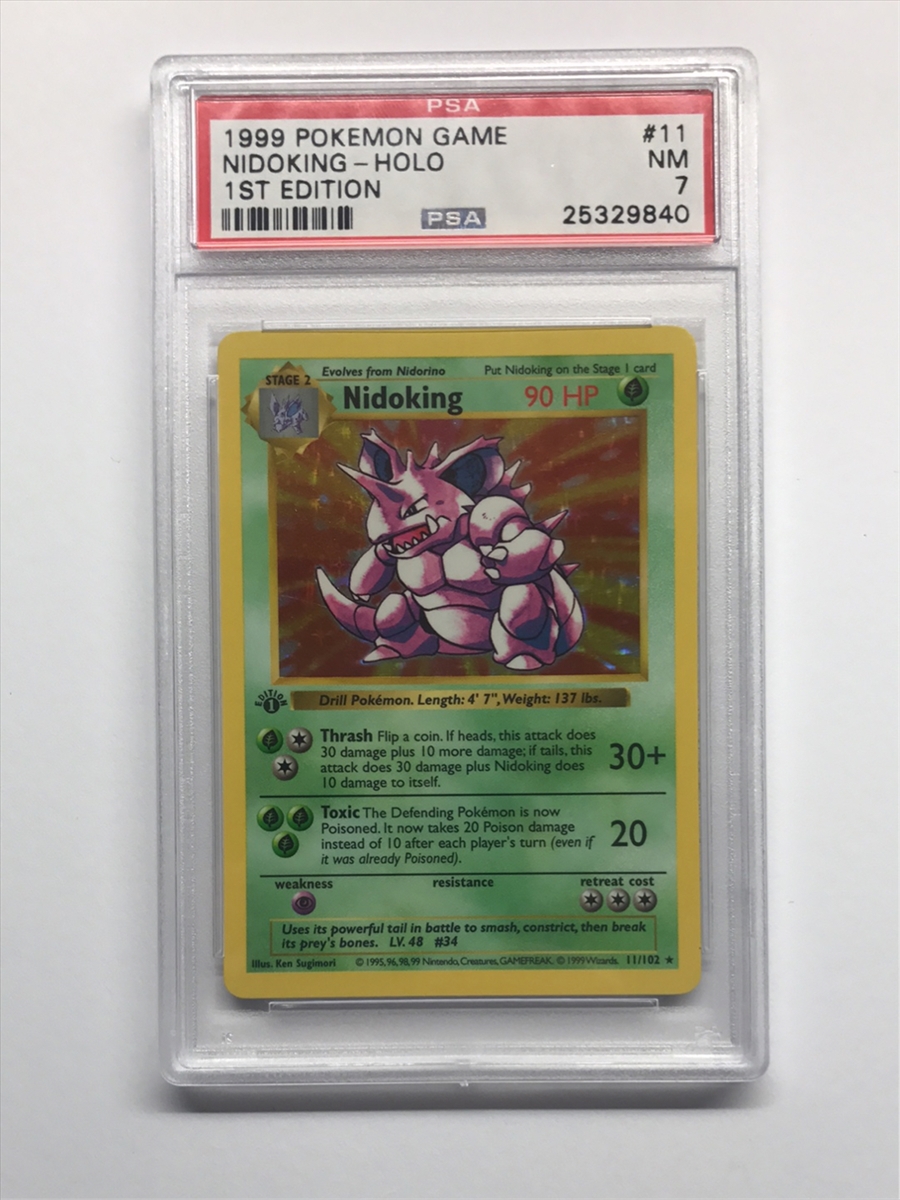 PSA
1999 POKEMON GAME #11
NIDOKING – HOLO NM
1ST EDITION 7
PSA 25329840
Evolves from Nidorino Put Nidoking on the Stage 1 card
STAGE 2
Nidoking 90 HP
EDITION
1
Drill Pokémon. Length: 4' 7", Weight: 137 lbs.
Thrash Flip a coin. If heads, this attack does
30 damage plus 10 more damage; if tails, this
attack does 30 damage plus Nidoking does
10 damage to itself.
30+
Toxic The Defending Pokémon is now
Poisoned. It now takes 20 Poison damage
instead of 10 after each player's turn (even if
it was already Poisoned).
20
weakness resistance retreat cost
Uses its powerful tail in battle to smash, constrict, then break
its prey's bones. LV. 48 #34
Illus. Ken Sugimori © 1995, 96, 98, 99 Nintendo, Creatures, GAMEFREAK. © 1999 Wizards. 11/102 ★